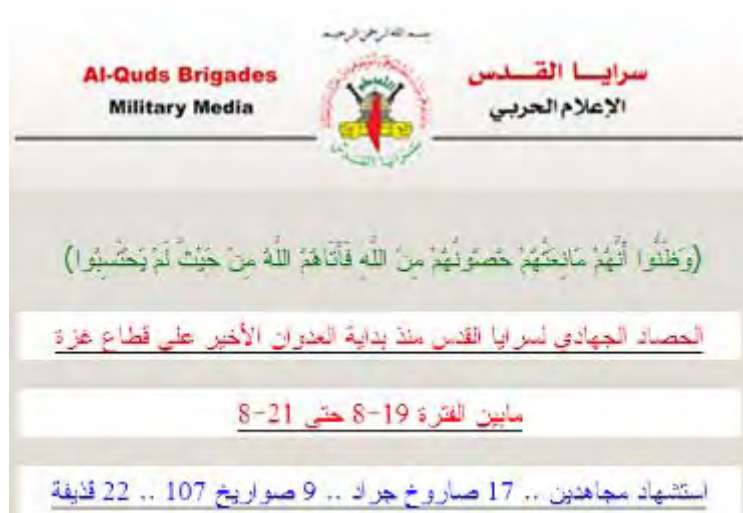 بسم الله الرحمن الرحيم
Al-Quds Brigades
Military Media
سرايـــا القـــدس
الإعلام الحربي
سرايا القدس
(وَظَنُّوا أَنَّهُمْ مَانِعَتُهُمْ حُصُونُهُمْ مِنَ اللَّهِ فَأَتَاهُمُ اللَّهُ مِنْ حَيْثُ لَمْ يَحْتَسِبُوا)
الحصاد الجهادي لسرايا القدس منذ بداية العدوان الأخير على قطاع غزة
مابين الفترة 19-8 حتى 21-8
استشهاد مجاهدين .. 17 صاروخ جراد .. 9 صواريخ 107 .. 22 قذيفة